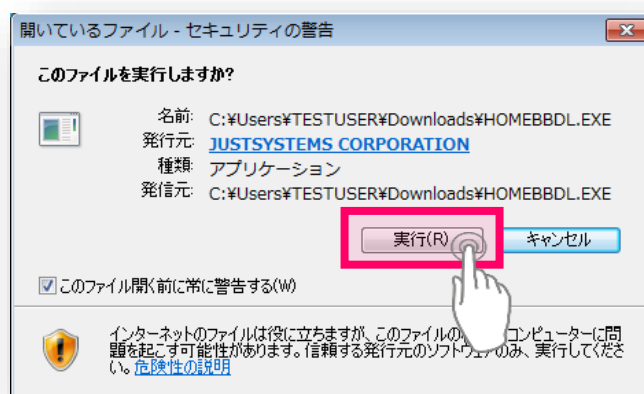 開いているファイル - セキュリティの警告
このファイルを実行しますか?
名前: C:¥Users¥TESTUSER¥Downloads¥HOMEBBDL.EXE
発行元: JUSTSYSTEMS CORPORATION
種類: アプリケーション
発信元: C:¥Users¥TESTUSER¥Downloads¥HOMEBBDL.EXE
実行(R) キャンセル
このファイル開く前に常に警告する(W)
インターネットのファイルは役に立ちますが、このファイルの コンピューターに問
題を起こす可能性があります。信頼する発行元のソフトウェアのみ、実行してくださ
い。危険性の説明